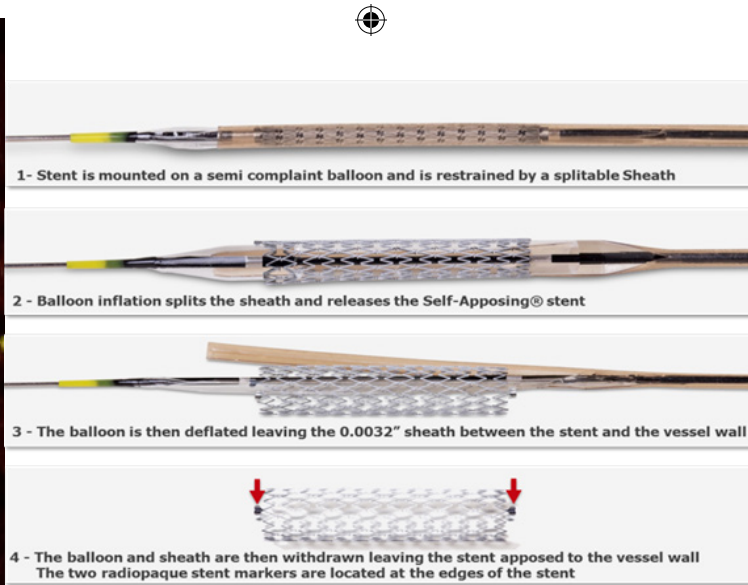 1- Stent is mounted on a semi complaint balloon and is restrained by a splitable Sheath
2 - Balloon inflation splits the sheath and releases the Self-Apposing® stent
3 - The balloon is then deflated leaving the 0.0032” sheath between the stent and the vessel wall
4 - The balloon and sheath are then withdrawn leaving the stent apposed to the vessel wall
The two radiopaque stent markers are located at the edges of the stent